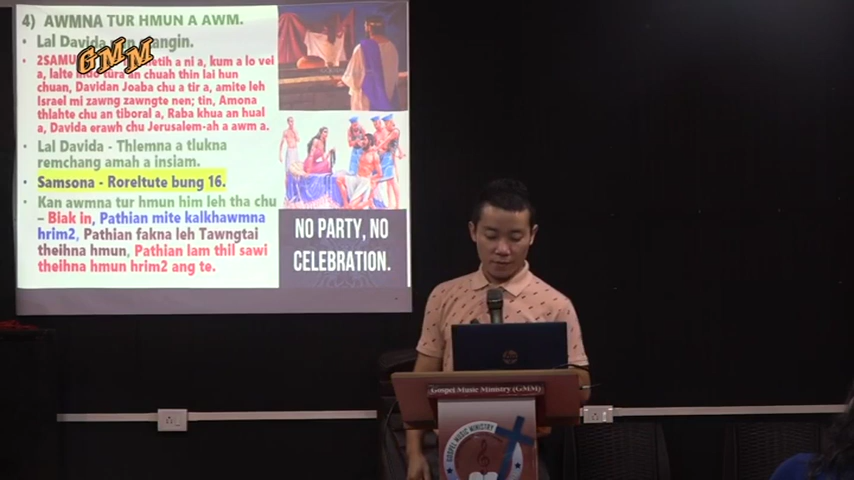 4) AWMNA TUR HMUN A AWM.
• Lal Davida angin.
GMM
• 2SAMU etih a ni a, kum a lo vei
a, lalte tura an chuah thin lai hun
chuan, Davidan Joaba chu a tir a, amite leh
Israel mi zawng zawngte nen; tin, Amona
thlahte chu an tiboral a, Raba khua an hual
a, Davida erawh chu Jerusalem-ah a awm a.
• Lal Davida - Thlemna a tlukna
remchang amah a insiam.
• Samsona - Roreltute bung 16.
• Kan awmna tur hmun him leh tha chu
– Biak in, Pathian mite kalkhawmna
hrim2, Pathian fakna leh Tawngtai
theihna hmun, Pathian lam thil sawi
theihna hmun hrim2 ang te.
NO PARTY, NO
CELEBRATION.
Gospel Music Ministry (GMM)
GOSPEL MUSIC MINISTRY